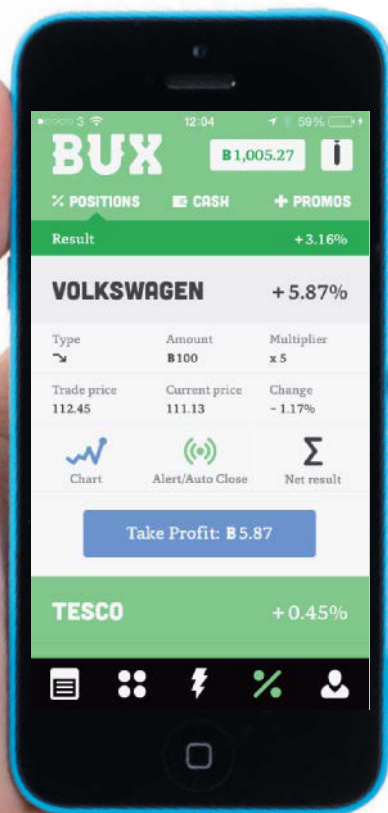 3 12:04 59%
BUX B1,005.27
POSITIONS CASH + PROMOS
Result +3.16%
VOLKSWAGEN +5.87%
Type Amount Multiplier
B100 x 5
Trade price Current price Change
112.45 111.13 - 1.17%
Chart Alert/Auto Close Net result
Take Profit: B5.87
TESCO +0.45%